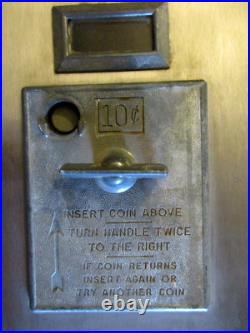 10¢
INSERT COIN ABOVE
TURN HANDLE TWICE
TO THE RIGHT
IF COIN RETURNS
INSERT AGAIN OR
TRY ANOTHER COIN